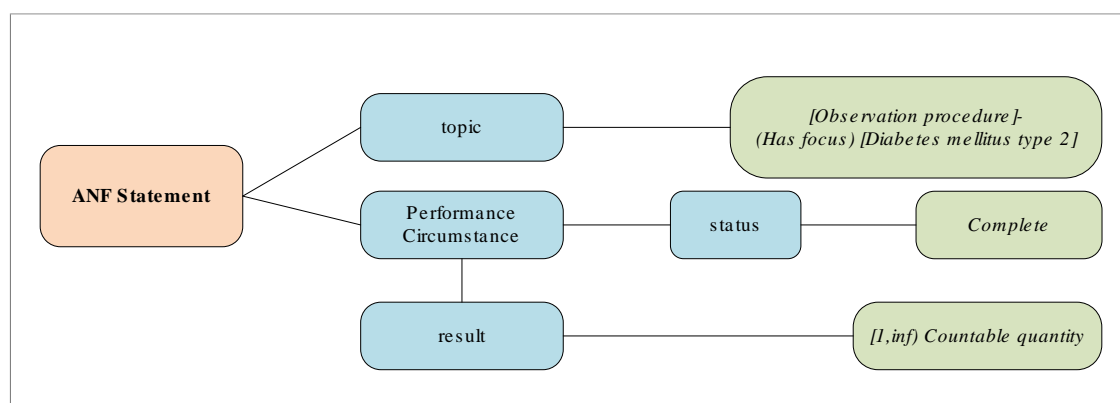 ANF Statement
topic
[Observation procedure]-
(Has focus) [Diabetes mellitus type 2]
Performance
Circumstance
status
Complete
result
[1,inf) Countable quantity